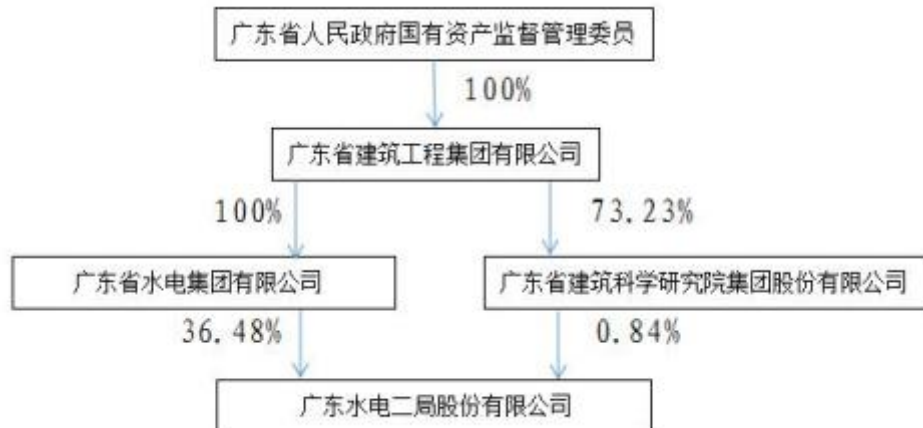 广东省人民政府国有资产监督管理委员
100%
广东省建筑工程集团有限公司
100%
73.23%
广东省水电集团有限公司
广东省建筑科学研究院集团股份有限公司
36.48%
0.84%
广东水电二局股份有限公司